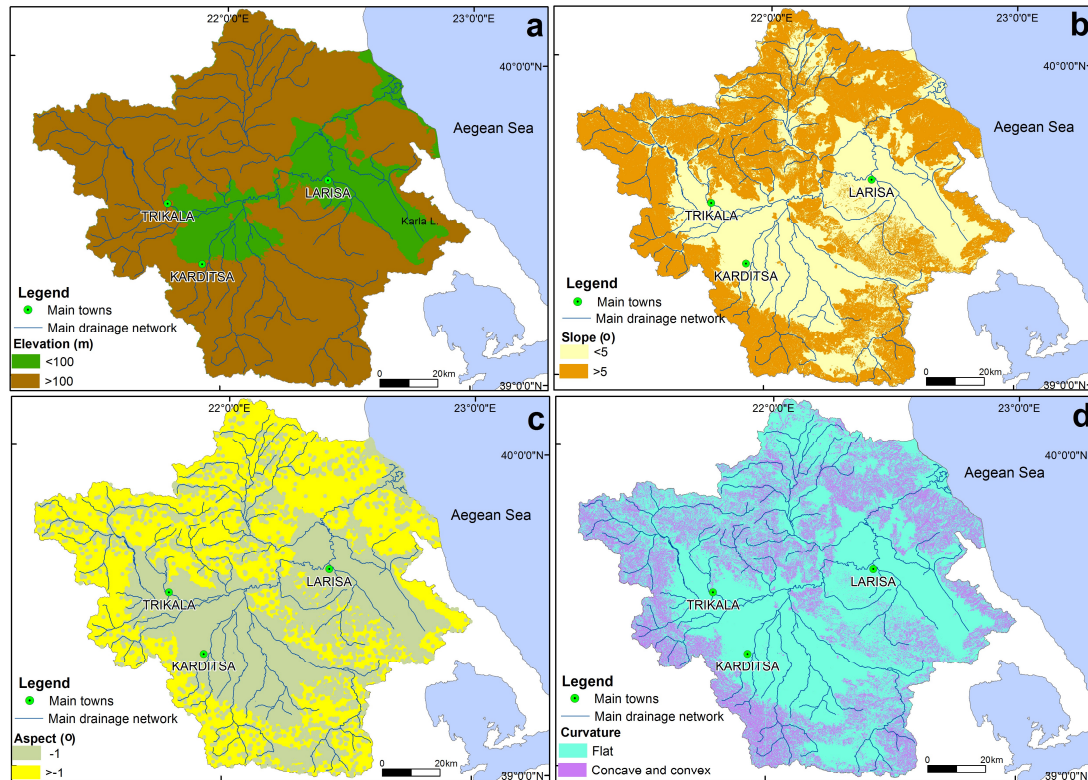 22°0'0"E
23°0'0"E
a
40°0'0"N
Aegean Sea
LARISA
TRIKALA
Karla L.
KARDITSA
Legend
Main towns
Main drainage network
Elevation (m)
<100
>100
0 20km
39°0'0"N
22°0'0"E
23°0'0"E
b
40°0'0"N
Aegean Sea
LARISA
TRIKALA
KARDITSA
Legend
Main towns
Main drainage network
Slope (o)
<5
>5
0 20km
39°0'0"N
22°0'0"E
23°0'0"E
c
40°0'0"N
Aegean Sea
LARISA
TRIKALA
KARDITSA
Legend
Main towns
Main drainage network
Aspect (o)
-1
>-1
0 20km
39°0'0"N
22°0'0"E
23°0'0"E
d
40°0'0"N
Aegean Sea
LARISA
TRIKALA
KARDITSA
Legend
Main towns
Main drainage network
Curvature
Flat
Concave and convex
0 20km
39°0'0"N